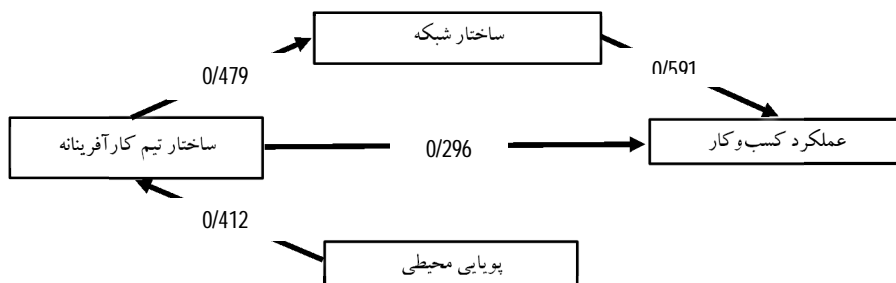 ساختار شبکه
0/479
0/591
ساختار تیم کارآفرینانه
0/296
عملکرد کسب‌وکار
0/412
پویایی محیطی